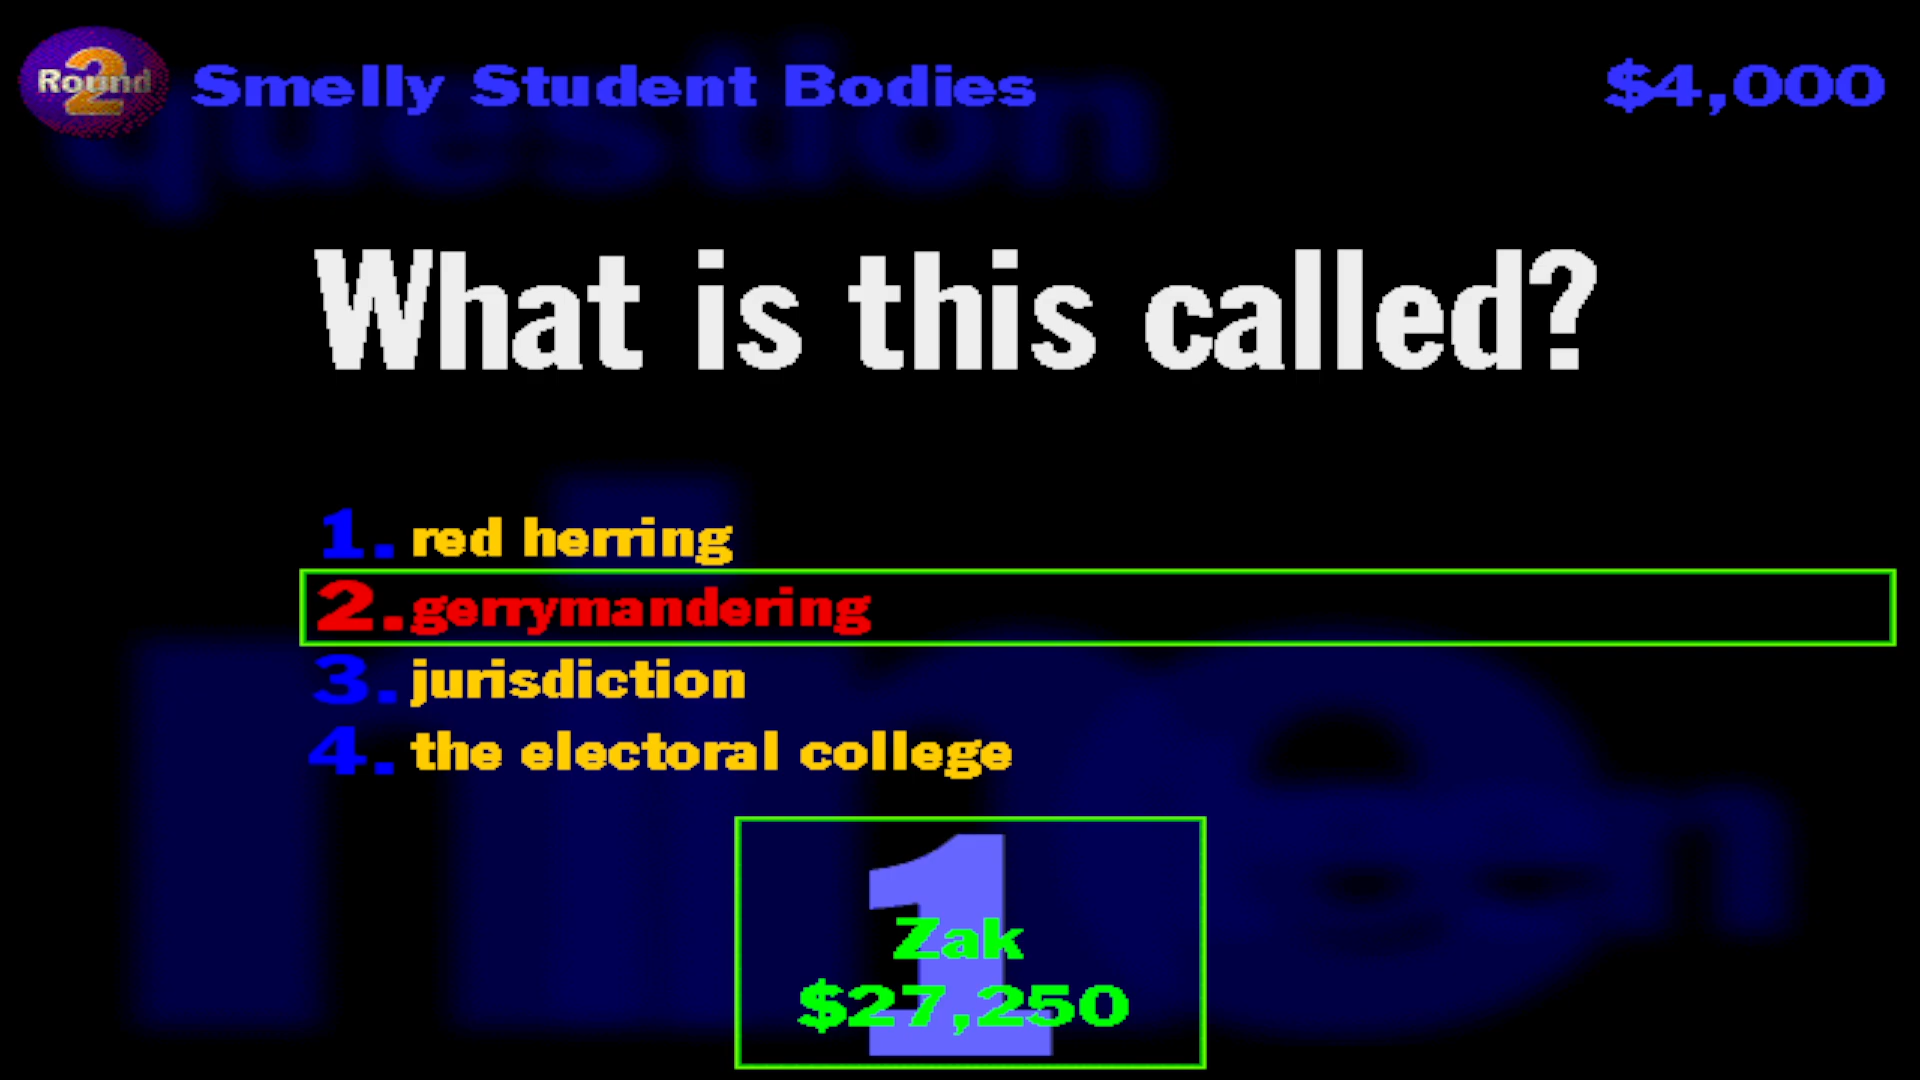 Round 2 Smelly Student Bodies $4,000
question
What is this called?
1. red herring
2. gerrymandering
3. jurisdiction
4. the electoral college
1
Zak
$27,250